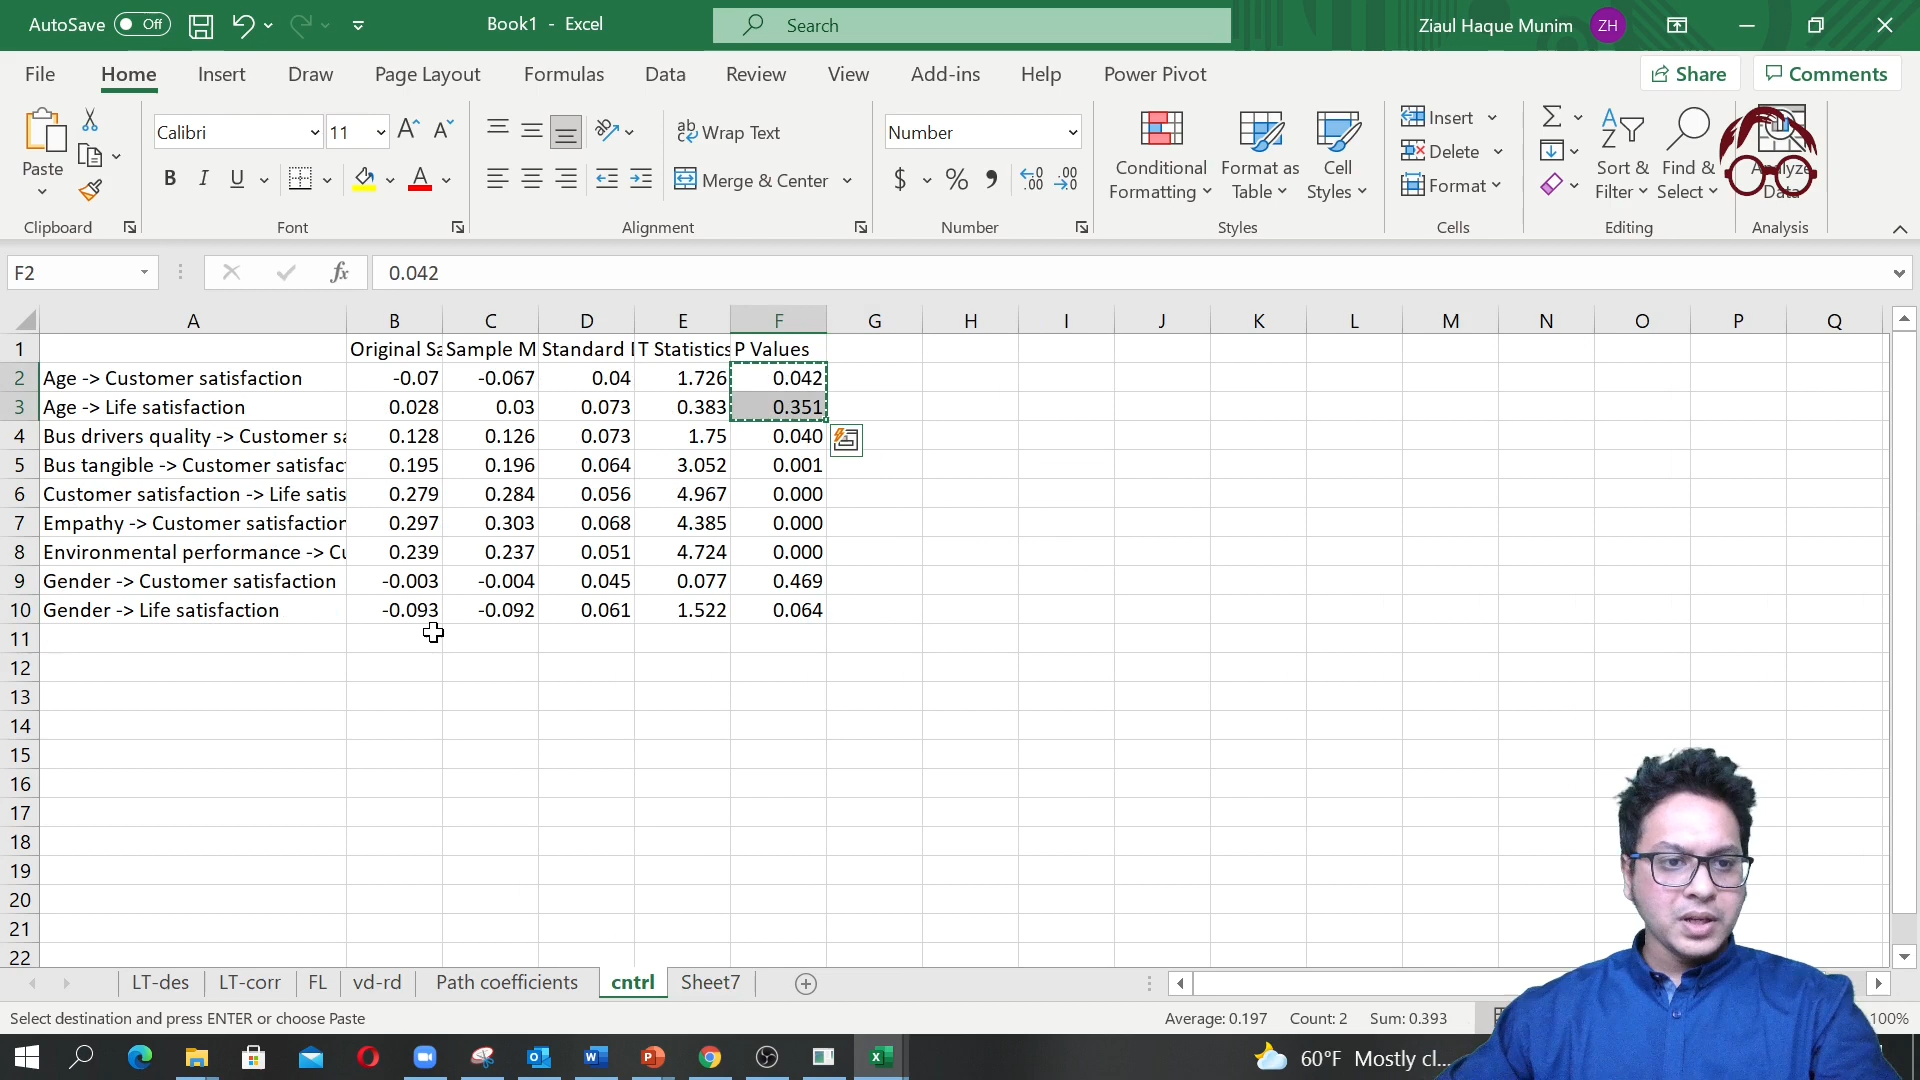 AutoSave Off Book1 - Excel Search Ziaul Haque Munim ZH
File Home Insert Draw Page Layout Formulas Data Review View Add-ins Help Power Pivot Share Comments
Paste Calibri 11 Wrap Text Number Conditional Formatting Format as Table Cell Styles Insert Sort & Filter Find & Select Analyze Data
B I U Merge & Center $ % Delete
Format
Clipboard Font Alignment Number Styles Cells Editing Analysis
F2 fx 0.042
A B C D E F G H I J K L M N O P Q
1 Original Sa Sample M Standard T Statistics P Values
2 Age -> Customer satisfaction -0.07 -0.067 0.04 1.726 0.042
3 Age -> Life satisfaction 0.028 0.03 0.073 0.383 0.351
4 Bus drivers quality -> Customer sa 0.128 0.126 0.073 1.75 0.040
5 Bus tangible -> Customer satisfac 0.195 0.196 0.064 3.052 0.001
6 Customer satisfaction -> Life satis 0.279 0.284 0.056 4.967 0.000
7 Empathy -> Customer satisfaction 0.297 0.303 0.068 4.385 0.000
8 Environmental performance -> Cu 0.239 0.237 0.051 4.724 0.000
9 Gender -> Customer satisfaction -0.003 -0.004 0.045 0.077 0.469
10 Gender -> Life satisfaction -0.093 -0.092 0.061 1.522 0.064
11
12
13
14
15
16
17
18
19
20
21
22
LT-des LT-corr FL vd-rd Path coefficients cntrl Sheet7
Select destination and press ENTER or choose Paste Average: 0.197 Count: 2 Sum: 0.393 100%
60°F Mostly cl...